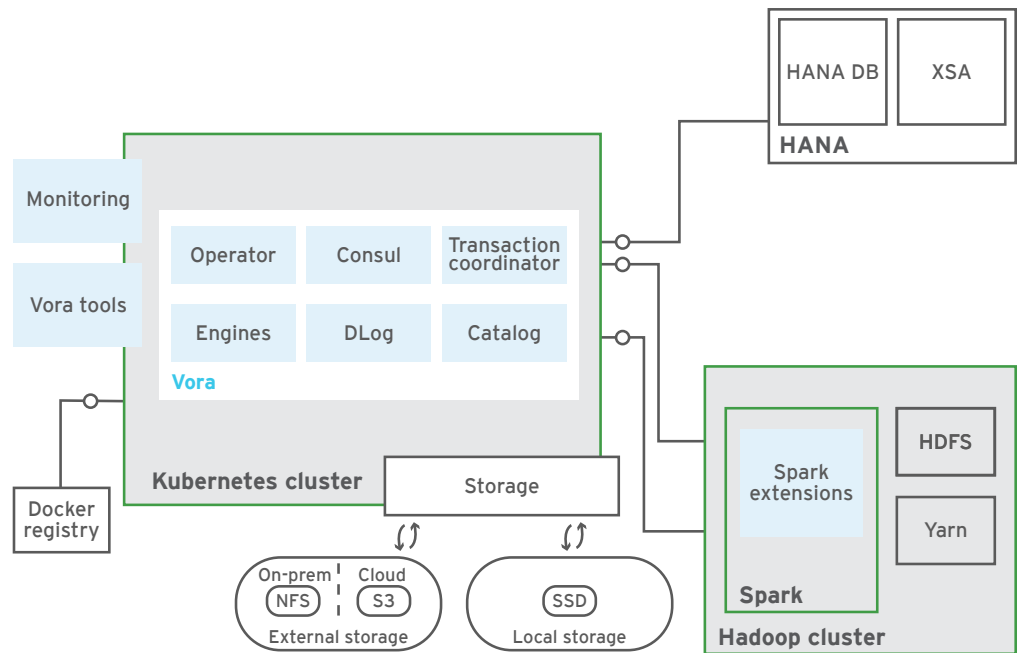 HANA DB
XSA
HANA
Monitoring
Vora tools
Operator
Consul
Transaction
coordinator
Engines
DLog
Catalog
Vora
Kubernetes cluster
Storage
Docker
registry
On-prem
Cloud
NFS
S3
External storage
SSD
Local storage
Spark
extensions
HDFS
Yarn
Spark
Hadoop cluster